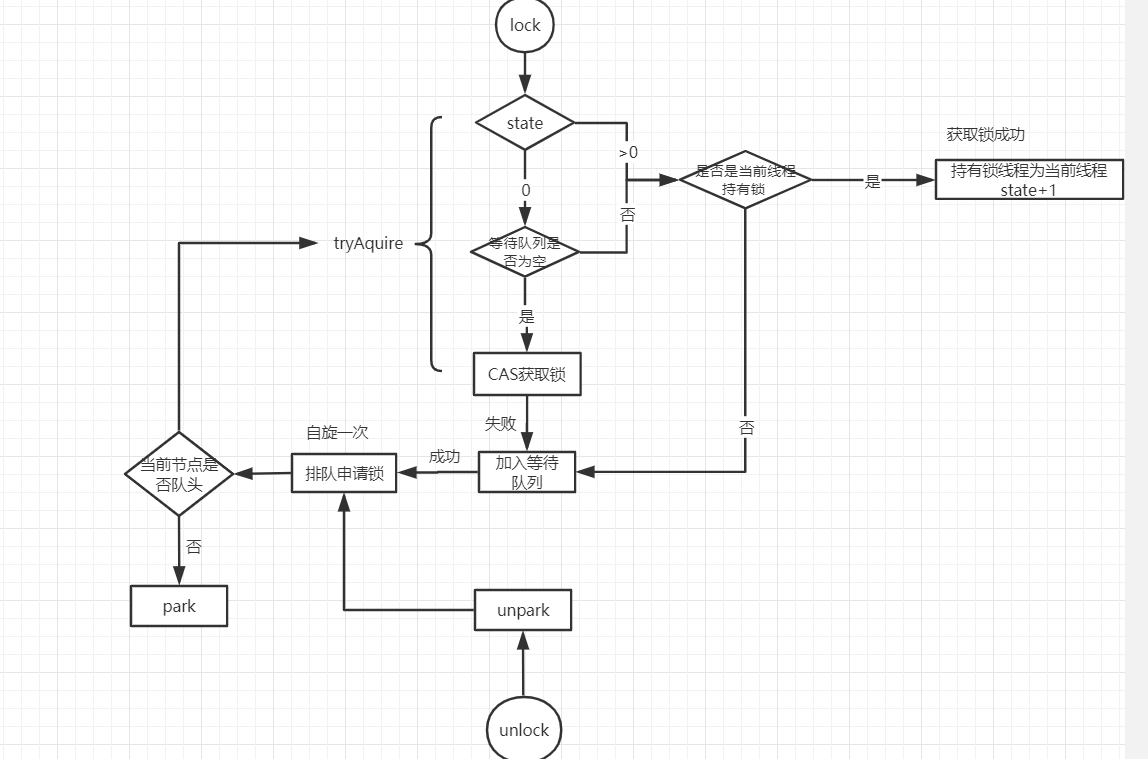 lock
state
>0
0
获取锁成功
是否是当前线程
持有锁
是
持有锁线程为当前线程
state+1
否
tryAquire
等待队列是
否为空
是
CAS获取锁
失败
否
自旋一次
成功
加入等待
队列
排队申请锁
当前节点是
否队头
否
park
unpark
unlock